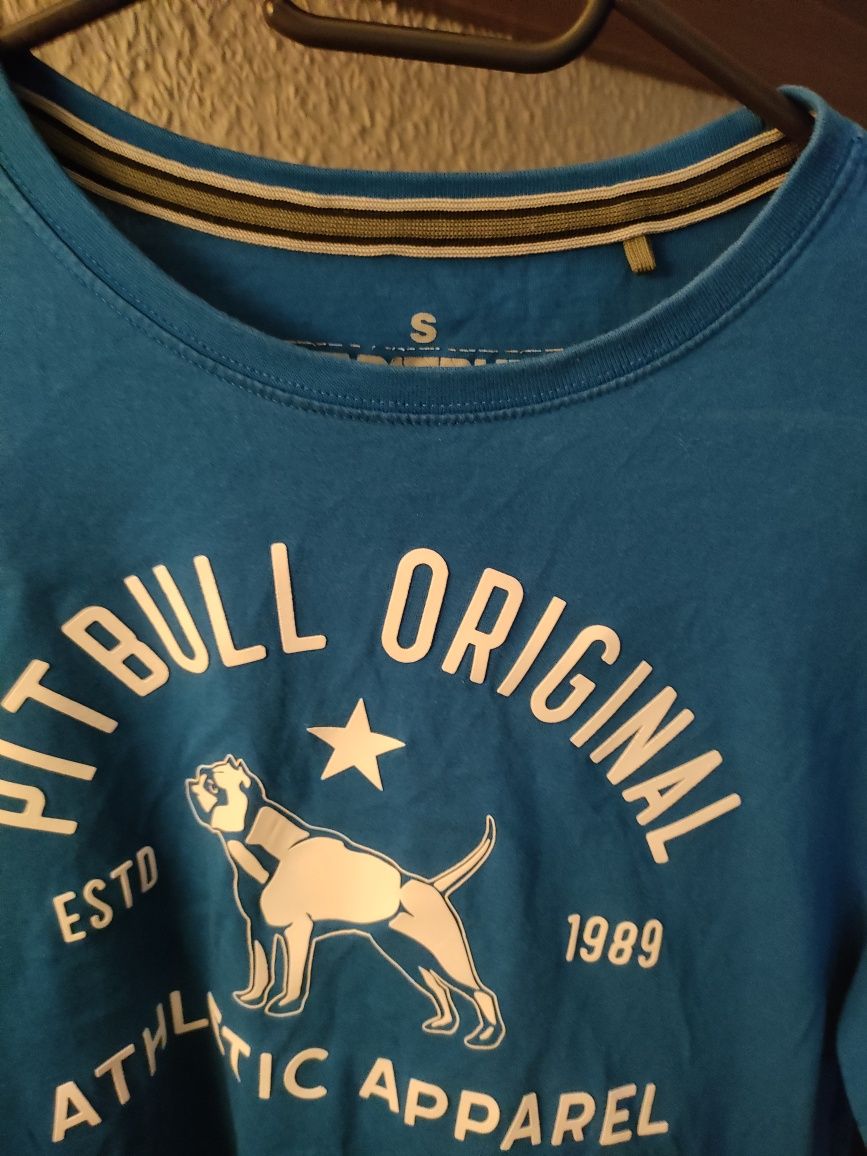 S
PITBULL ORIGINAL
ESTD 1989
ATHLETIC APPAREL